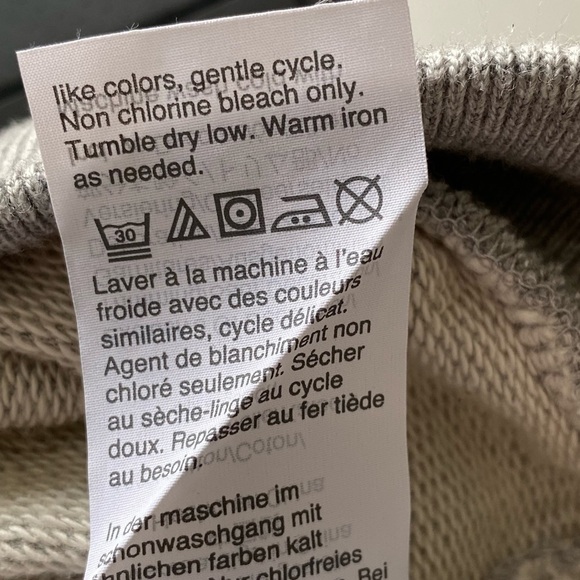 like colors, gentle cycle.
Non chlorine bleach only.
Tumble dry low. Warm iron
as needed.
30
Laver à la machine à l'eau
froide avec des couleurs
similaires, cycle délicat.
Agent de blanchiment non
chloré seulement. Sécher
au sèche-linge au cycle
doux. Repasser au fer tiède
au besoin.
In der maschine im
schonwaschgang mit
ähnlichen farben kalt
chlorfreies
Bei